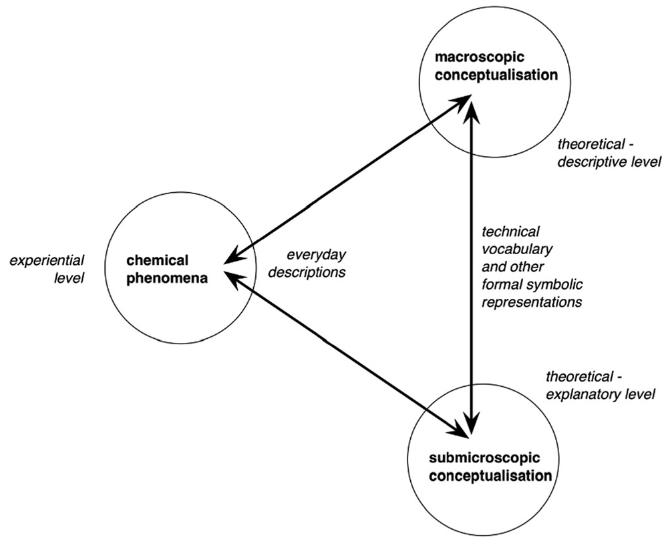 macroscopic
conceptualisation
theoretical -
descriptive level
experiential
level
chemical
phenomena
everyday
descriptions
technical
vocabulary
and other
formal symbolic
representations
theoretical -
explanatory level
submicroscopic
conceptualisation